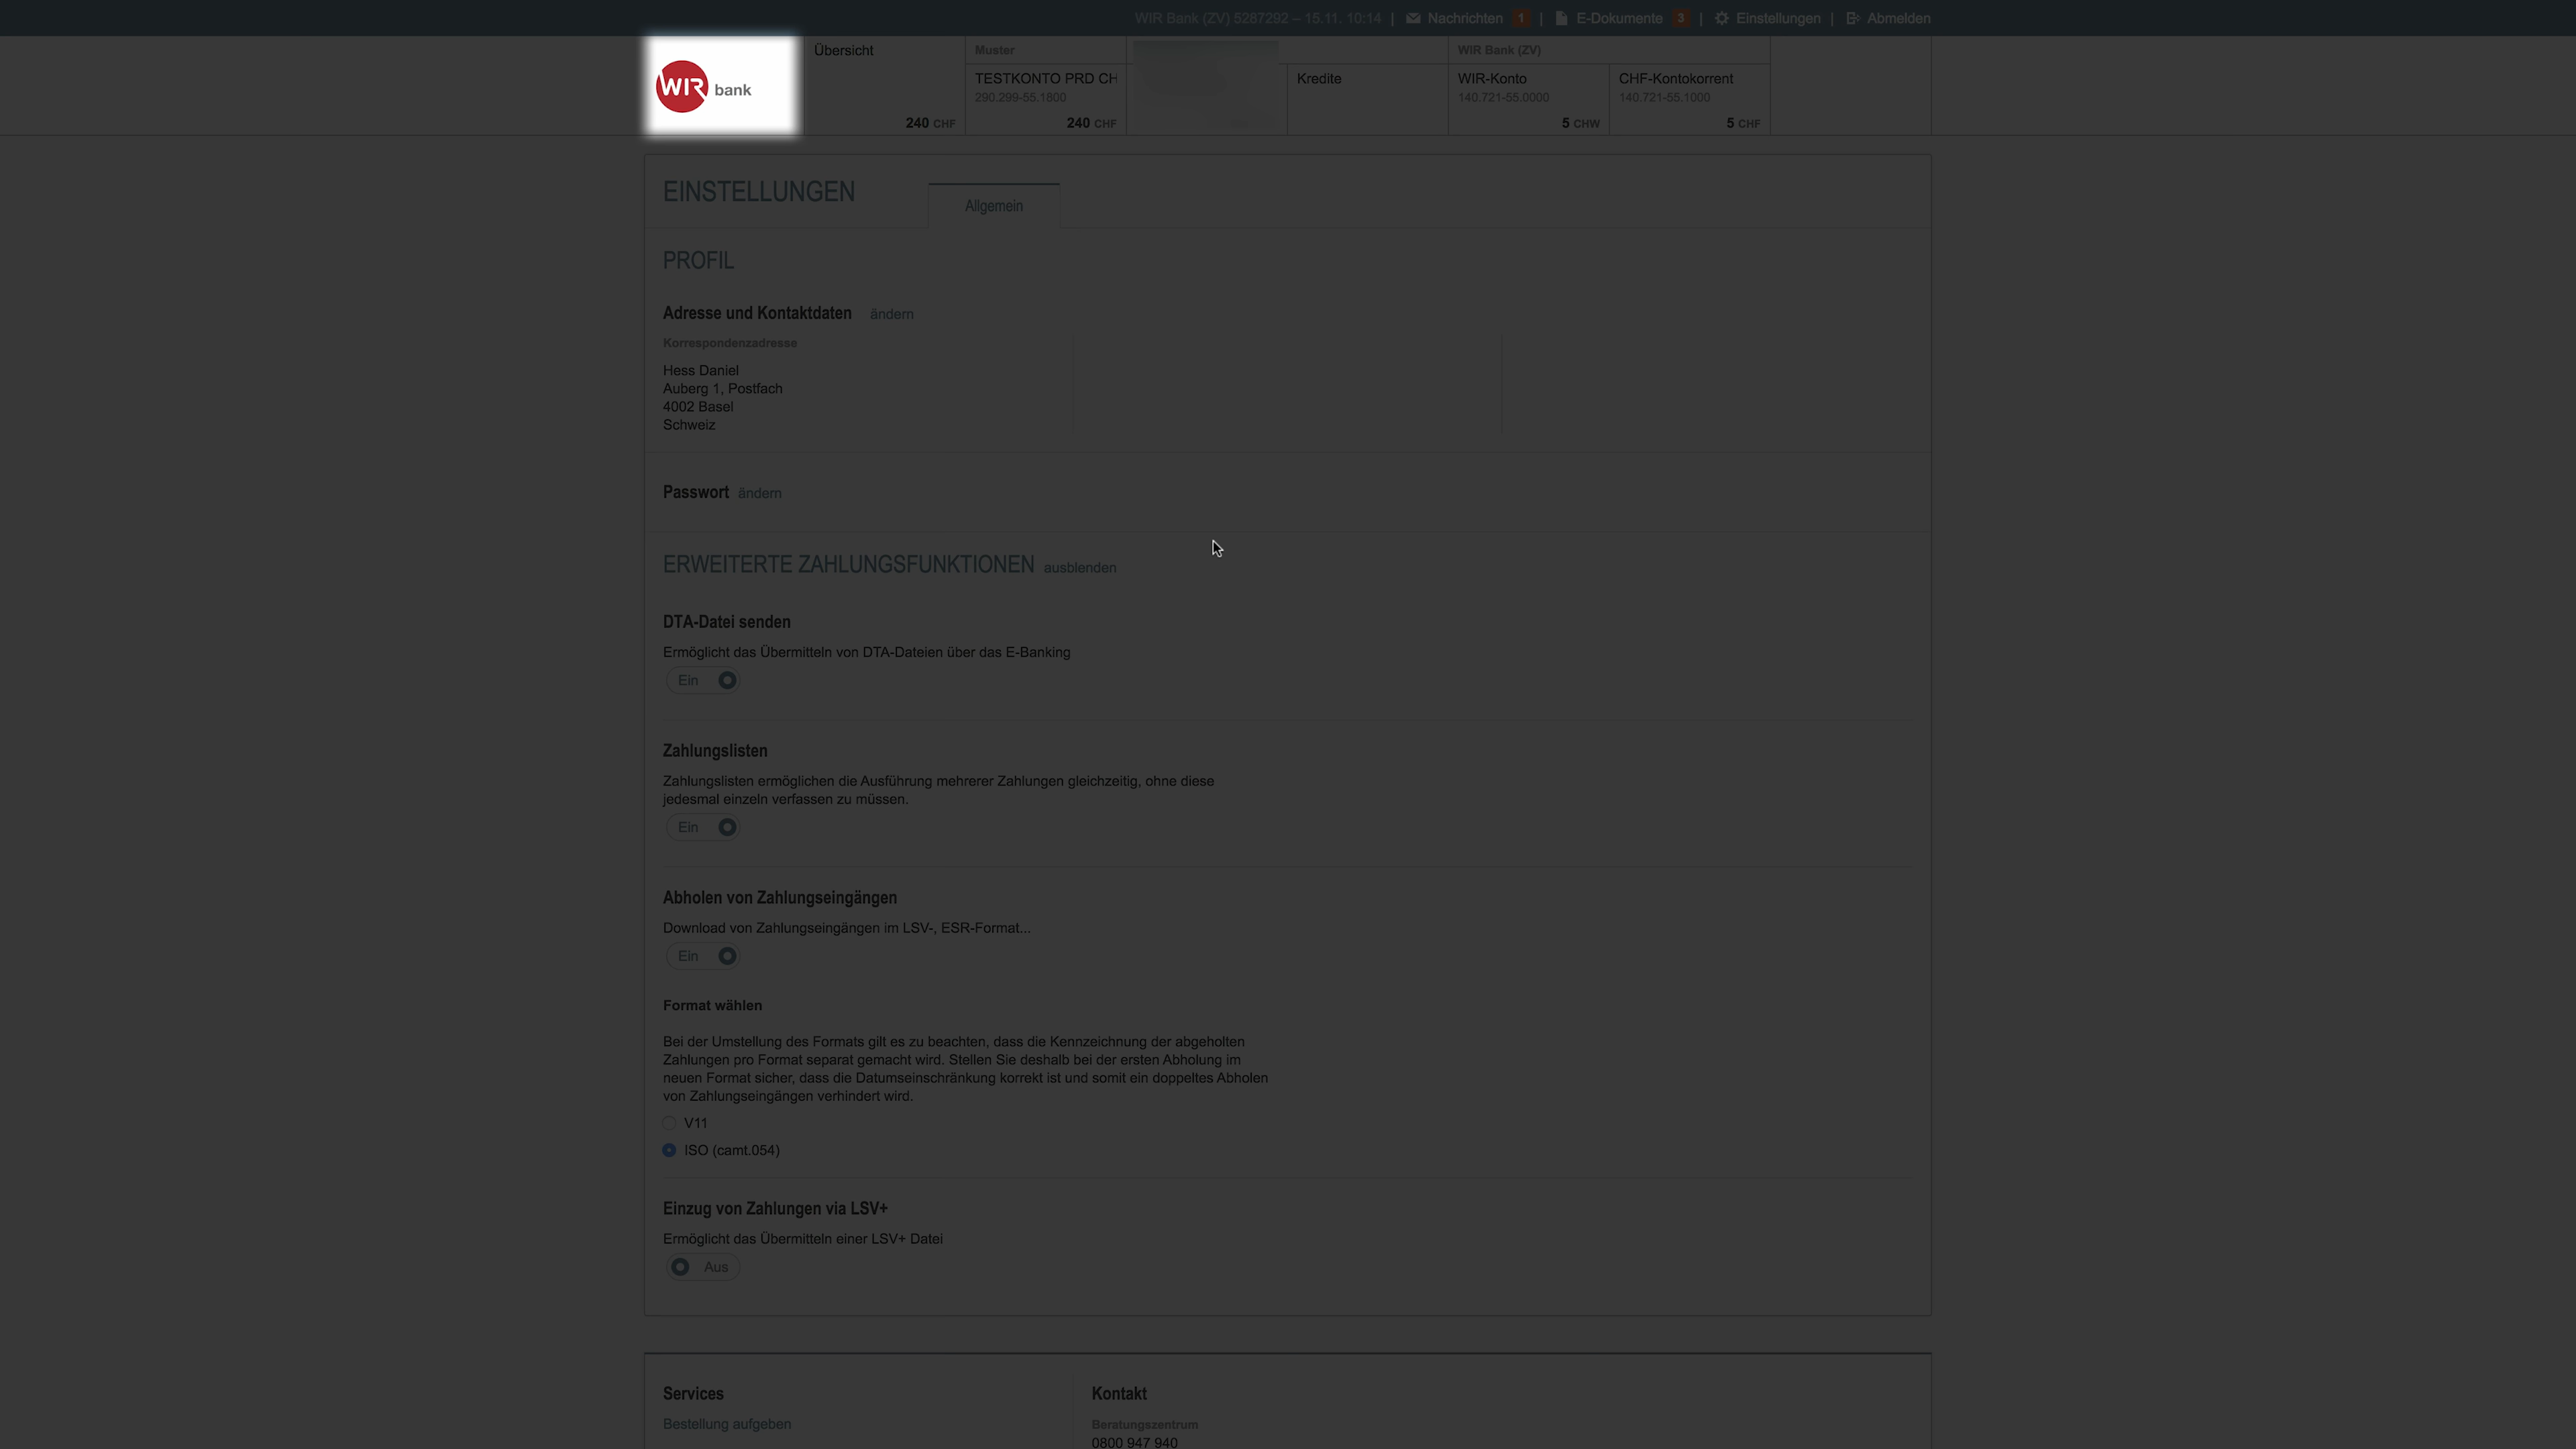 WIR Bank (ZV) 5287292 – 15.11. 10:14 | Nachrichten 1 | E-Dokumente 3 | Einstellungen | Abmelden
WIR bank
Übersicht
240 CHF
Muster
TESTKONTO PRD CH
290.299-55.1800
240 CHF
Kredite
WIR Bank (ZV)
WIR-Konto
140.721-55.0000
5 CHW
CHF-Kontokorrent
140.721-55.1000
5 CHF
EINSTELLUNGEN
Allgemein
PROFIL
Adresse und Kontaktdaten ändern
Korrespondenzadresse
Hess Daniel
Auberg 1, Postfach
4002 Basel
Schweiz
Passwort ändern
ERWEITERTE ZAHLUNGSFUNKTIONEN ausblenden
DTA-Datei senden
Ermöglicht das Übermitteln von DTA-Dateien über das E-Banking
Ein
Zahlungslisten
Zahlungslisten ermöglichen die Ausführung mehrerer Zahlungen gleichzeitig, ohne diese
jedesmal einzeln verfassen zu müssen.
Ein
Abholen von Zahlungseingängen
Download von Zahlungseingängen im LSV-, ESR-Format...
Ein
Format wählen
Bei der Umstellung des Formats gilt es zu beachten, dass die Kennzeichnung der abgeholten
Zahlungen pro Format separat gemacht wird. Stellen Sie deshalb bei der ersten Abholung im
neuen Format sicher, dass die Datumseinschränkung korrekt ist und somit ein doppeltes Abholen
von Zahlungseingängen verhindert wird.
V11
ISO (camt.054)
Einzug von Zahlungen via LSV+
Ermöglicht das Übermitteln einer LSV+ Datei
Aus
Services
Bestellung aufgeben
Kontakt
Beratungszentrum
0800 947 940